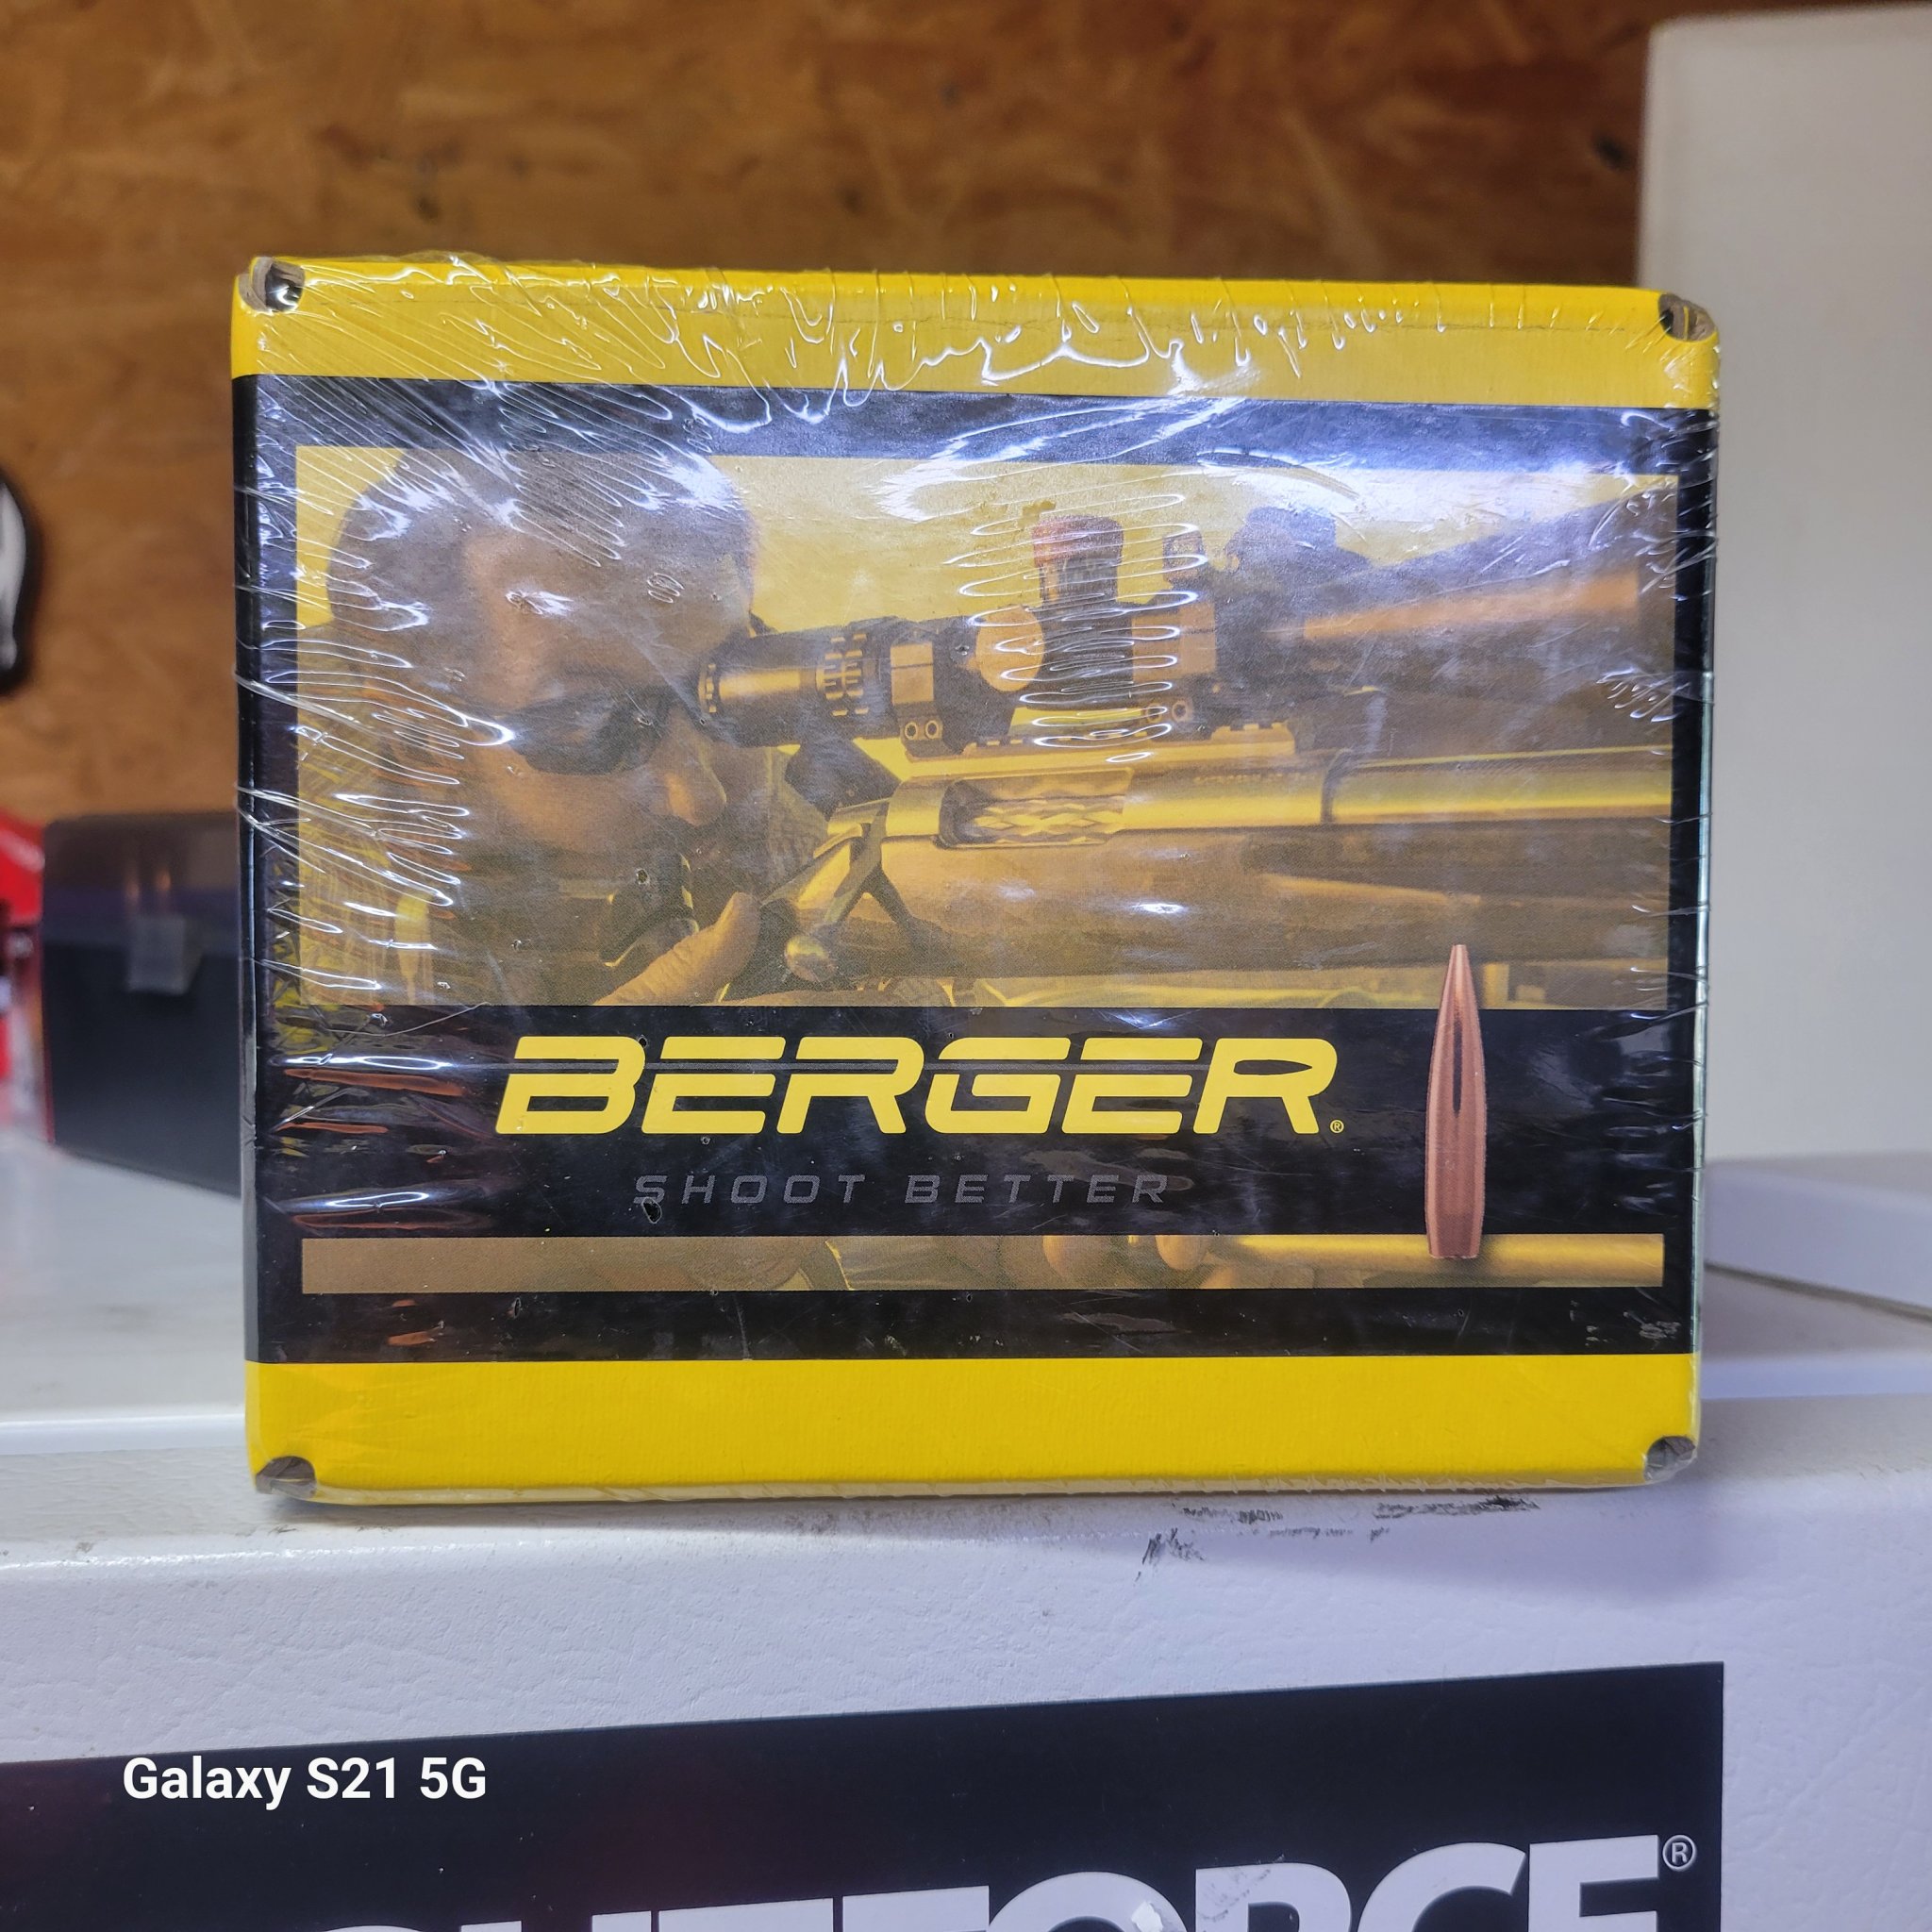 BERGER®
SHOOT BETTER
Galaxy S21 5G